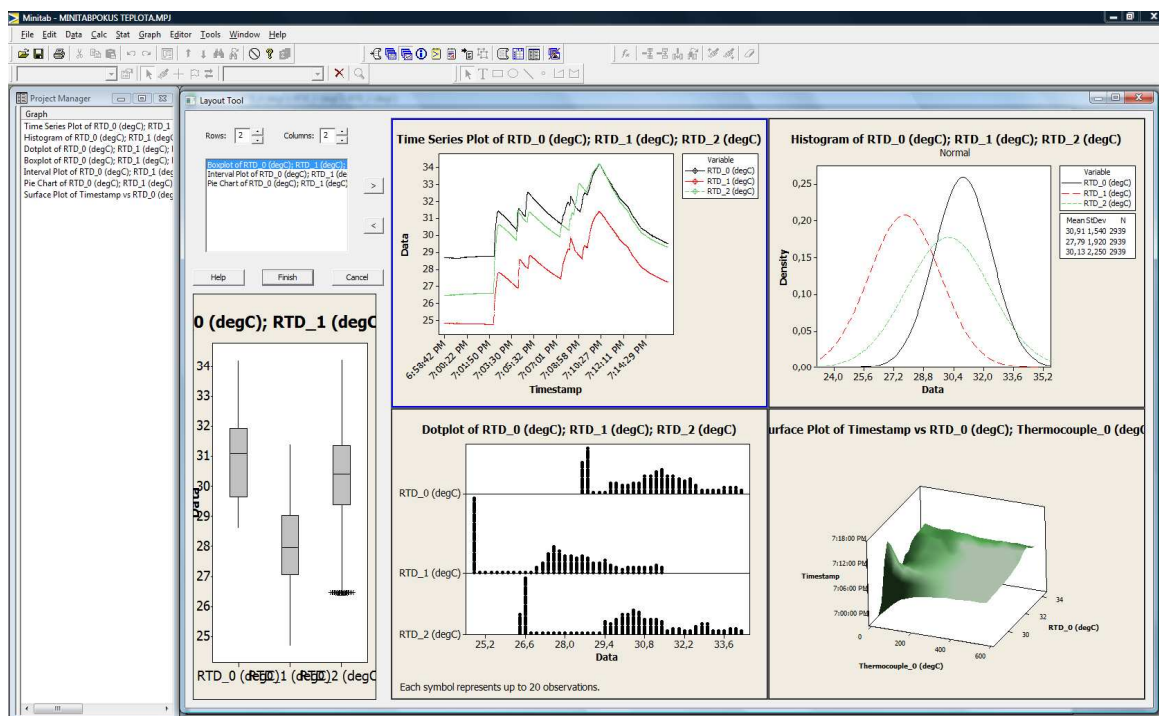 Minitab - MINITABPOKUS TEPLOTA.MPJ
File Edit Data Calc Stat Graph Editor Tools Window Help
Project Manager
Graph
Time Series Plot of RTD_0 (degC); RTD_1
Histogram of RTD_0 (degC); RTD_1 (degC
Dotplot of RTD_0 (degC); RTD_1 (degC);
Boxplot of RTD_0 (degC); RTD_1 (degC);
Interval Plot of RTD_0 (degC); RTD_1 (deg
Pie Chart of RTD_0 (degC); RTD_1 (degC)
Surface Plot of Timestamp vs RTD_0 (deg
Layout Tool
Rows: 2 Columns: 2
Boxplot of RTD_0 (degC); RTD_1 (degC);
Interval Plot of RTD_0 (degC); RTD_1 (de
Pie Chart of RTD_0 (degC); RTD_1 (degC)
>
<
Help Finish Cancel
0 (degC); RTD_1 (degC
34
33
32
31
30
29
28
27
26
25
Data
RTD_0 (degC) RTD_1 (degC) RTD_2 (degC
Time Series Plot of RTD_0 (degC); RTD_1 (degC); RTD_2 (degC)
Variable
RTD_0 (degC)
RTD_1 (degC)
RTD_2 (degC)
34
33
32
31
30
29
28
27
26
25
Data
6:58:42 PM
7:00:22 PM
7:01:50 PM
7:03:30 PM
7:05:32 PM
7:07:01 PM
7:08:58 PM
7:10:27 PM
7:12:11 PM
7:14:29 PM
Timestamp
Histogram of RTD_0 (degC); RTD_1 (degC); RTD_2 (degC)
Normal
Variable
RTD_0 (degC)
RTD_1 (degC)
RTD_2 (degC)
Mean StDev N
30,91 1,540 2939
27,79 1,920 2939
30,13 2,250 2939
0,25
0,20
0,15
0,10
0,05
0,00
Density
24,0 25,6 27,2 28,8 30,4 32,0 33,6 35,2
Data
Dotplot of RTD_0 (degC); RTD_1 (degC); RTD_2 (degC)
RTD_0 (degC)
RTD_1 (degC)
RTD_2 (degC)
25,2 26,6 28,0 29,4 30,8 32,2 33,6
Data
Each symbol represents up to 20 observations.
urface Plot of Timestamp vs RTD_0 (degC); Thermocouple_0 (deg
7:18:00 PM
7:12:00 PM
Timestamp
7:06:00 PM
7:00:00 PM
0
200
400
600
Thermocouple_0 (degC)
30
32
34
RTD_0 (degC)